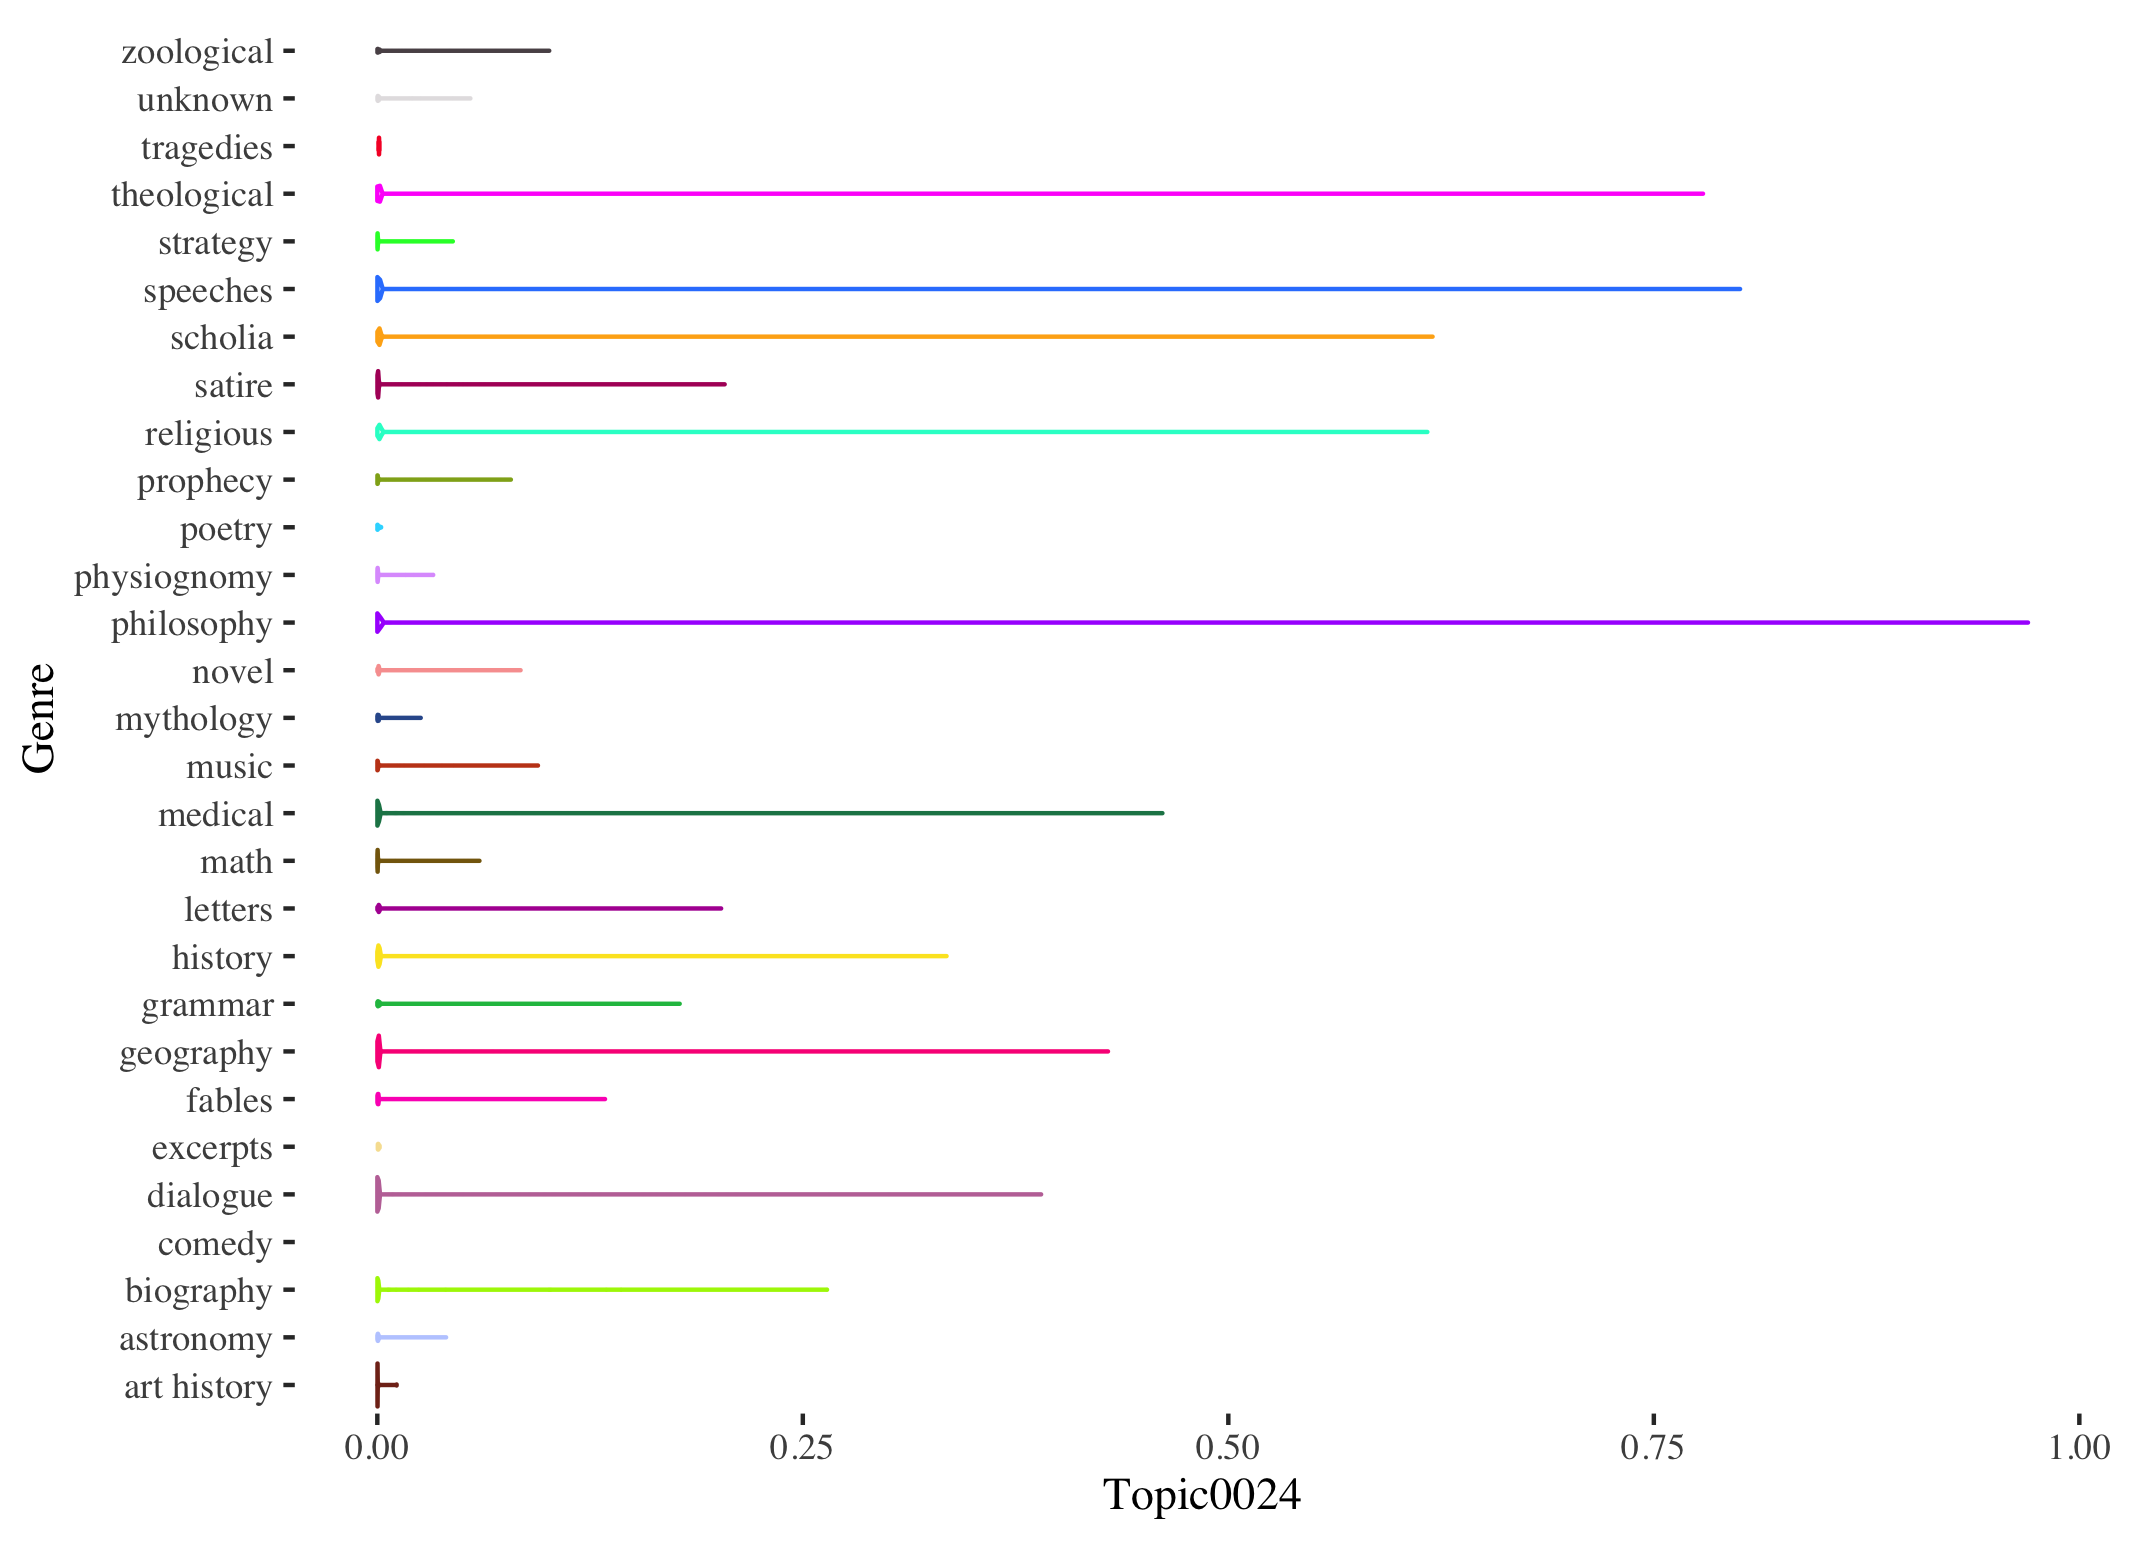 zoological
unknown
tragedies
theological
strategy
speeches
scholia
satire
religious
prophecy
poetry
physiognomy
philosophy
novel
mythology
music
medical
math
letters
history
grammar
geography
fables
excerpts
dialogue
comedy
biography
astronomy
art history
Genre
0.00 0.25 0.50 0.75 1.00
Topic0024